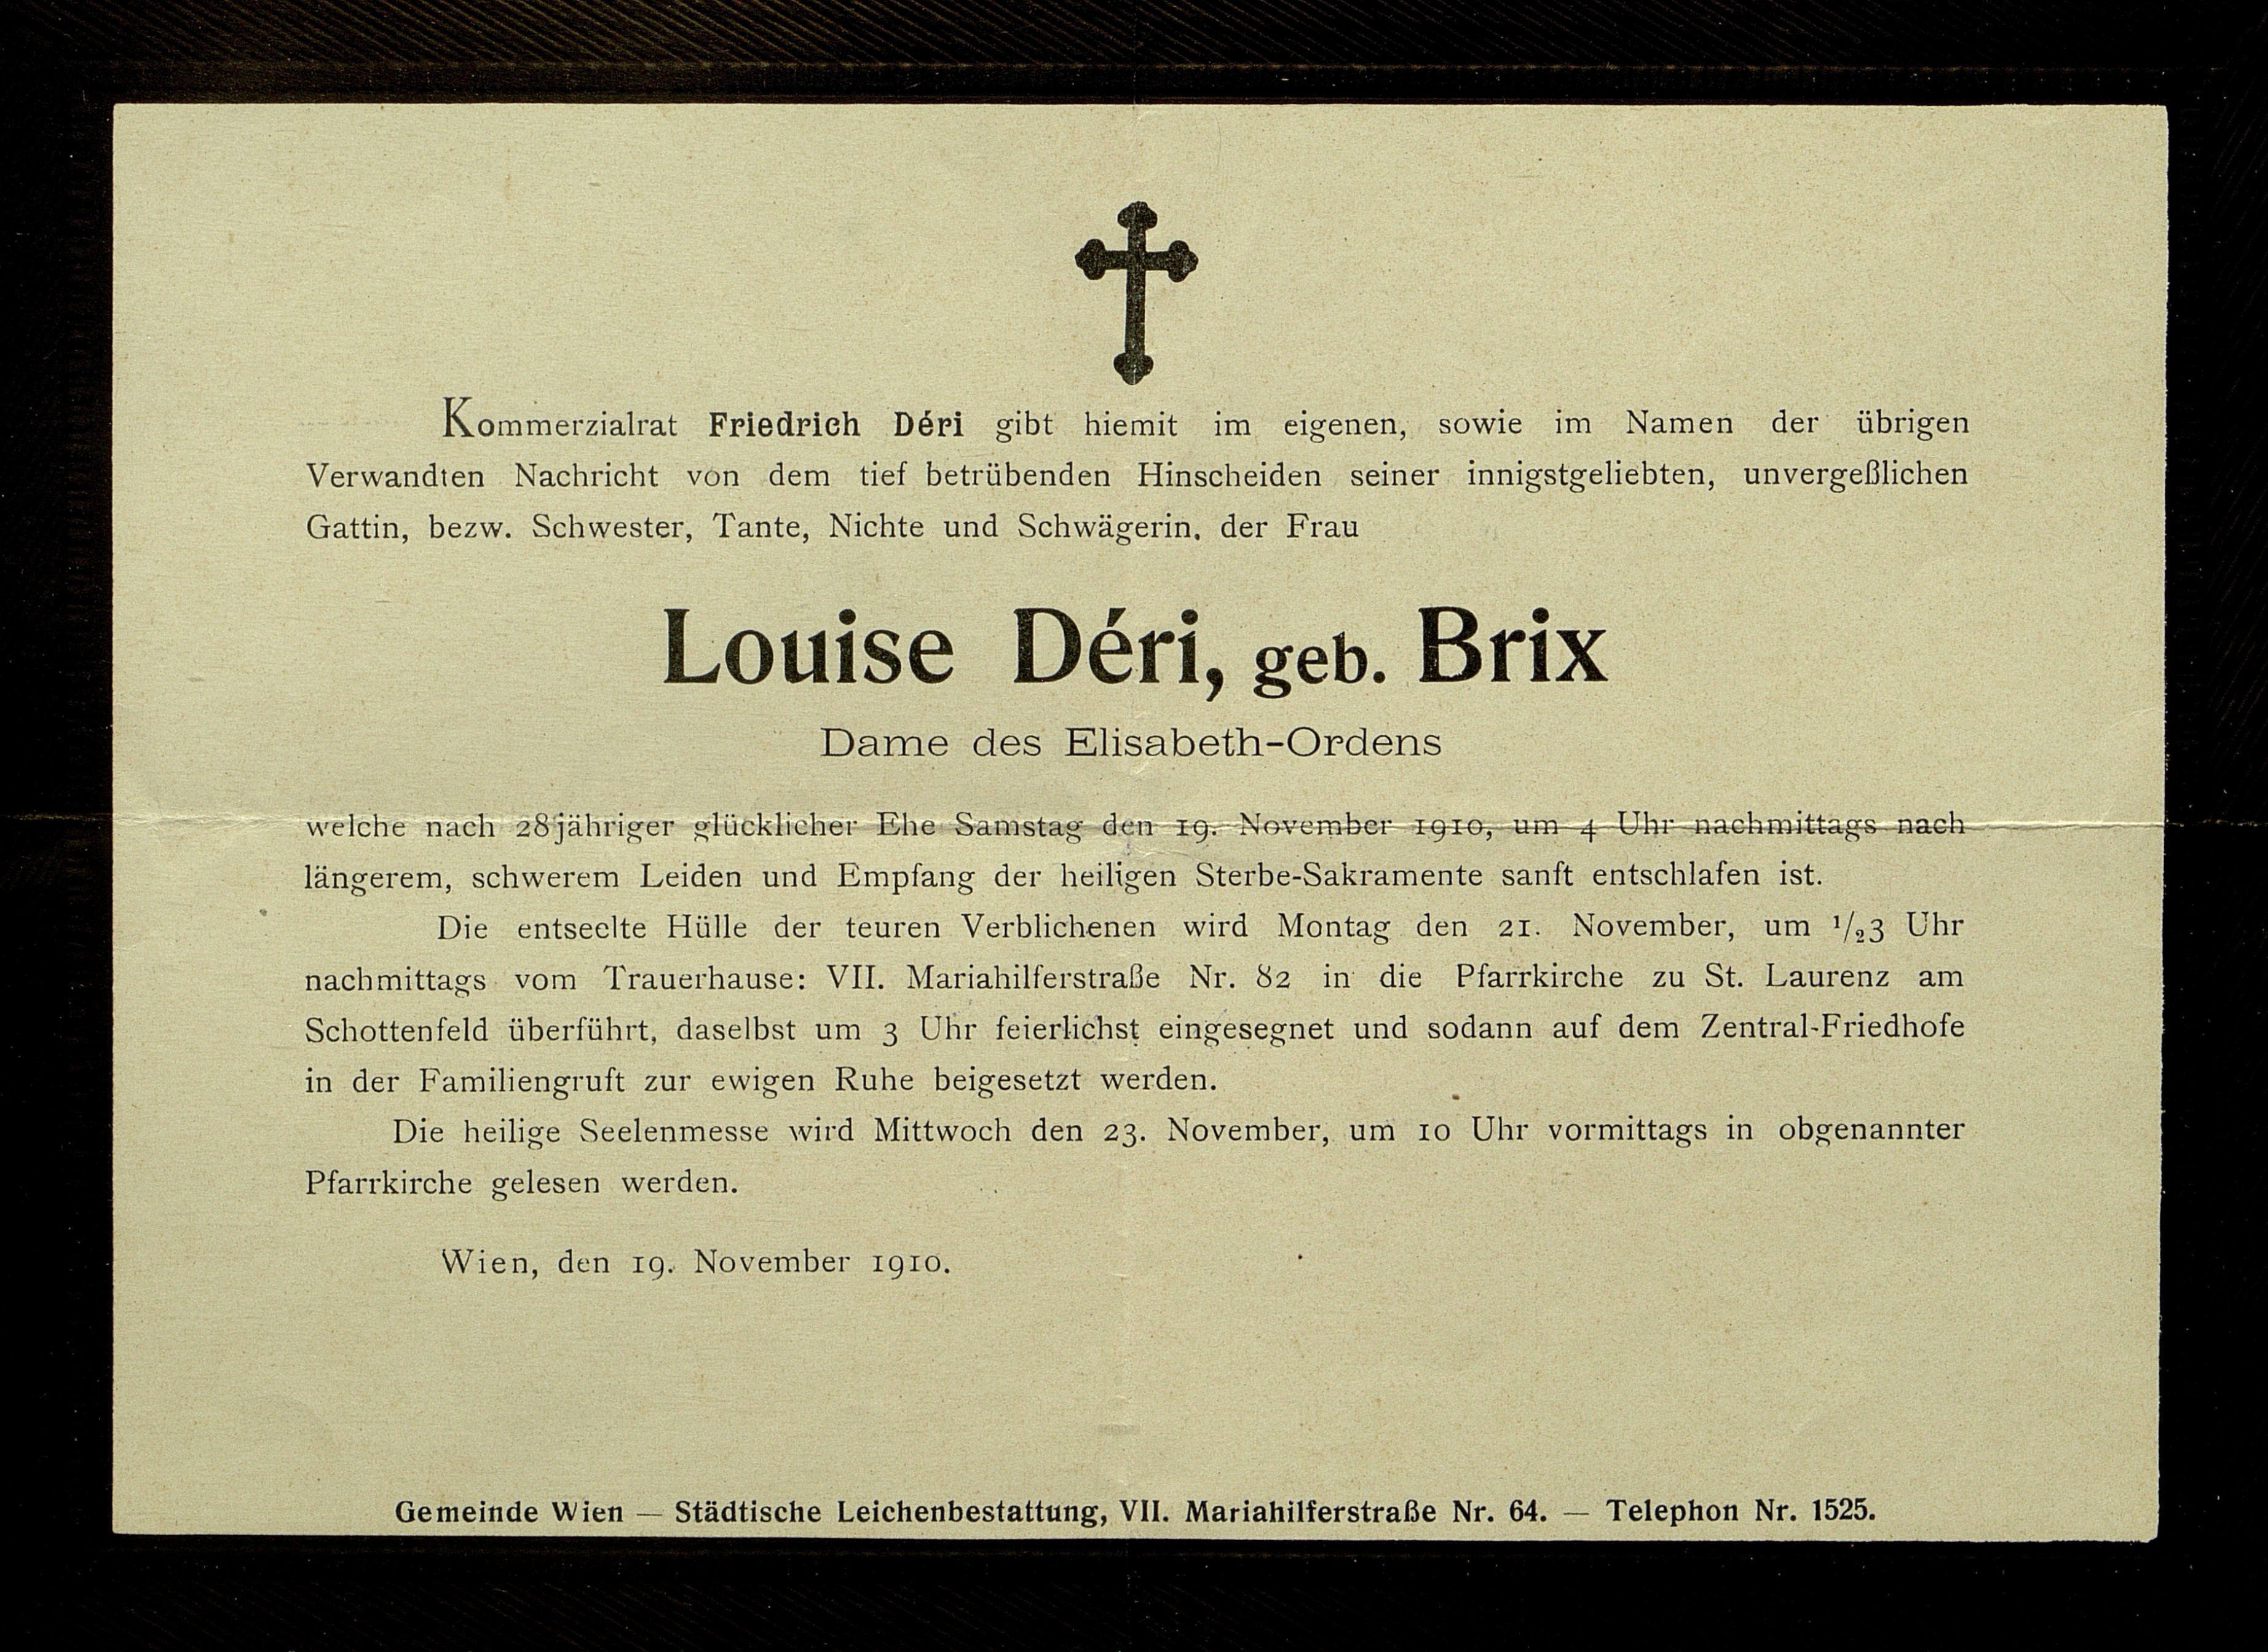 Kommerzialrat Friedrich Déri gibt hiemit im eigenen, sowie im Namen der übrigen
Verwandten Nachricht von dem tief betrübenden Hinscheiden seiner innigstgeliebten, unvergeßlichen
Gattin, bezw. Schwester, Tante, Nichte und Schwägerin, der Frau
Louise Déri, geb. Brix
Dame des Elisabeth-Ordens
welche nach 28jähriger glücklicher Ehe Samstag den 19. November 1910, um 4 Uhr nachmittags nach
längerem, schwerem Leiden und Empfang der heiligen Sterbe-Sakramente sanft entschlafen ist.
Die entseelte Hülle der teuren Verblichenen wird Montag den 21. November, um 1/23 Uhr
nachmittags vom Trauerhause: VII. Mariahilferstraße Nr. 82 in die Pfarrkirche zu St. Laurenz am
Schottenfeld überführt, daselbst um 3 Uhr feierlichst eingesegnet und sodann auf dem Zentral-Friedhofe
in der Familiengruft zur ewigen Ruhe beigesetzt werden.
Die heilige Seelenmesse wird Mittwoch den 23. November, um 10 Uhr vormittags in obgenannter
Pfarrkirche gelesen werden.
Wien, den 19. November 1910.
Gemeinde Wien — Städtische Leichenbestattung, VII. Mariahilferstraße Nr. 64. — Telephon Nr. 1525.